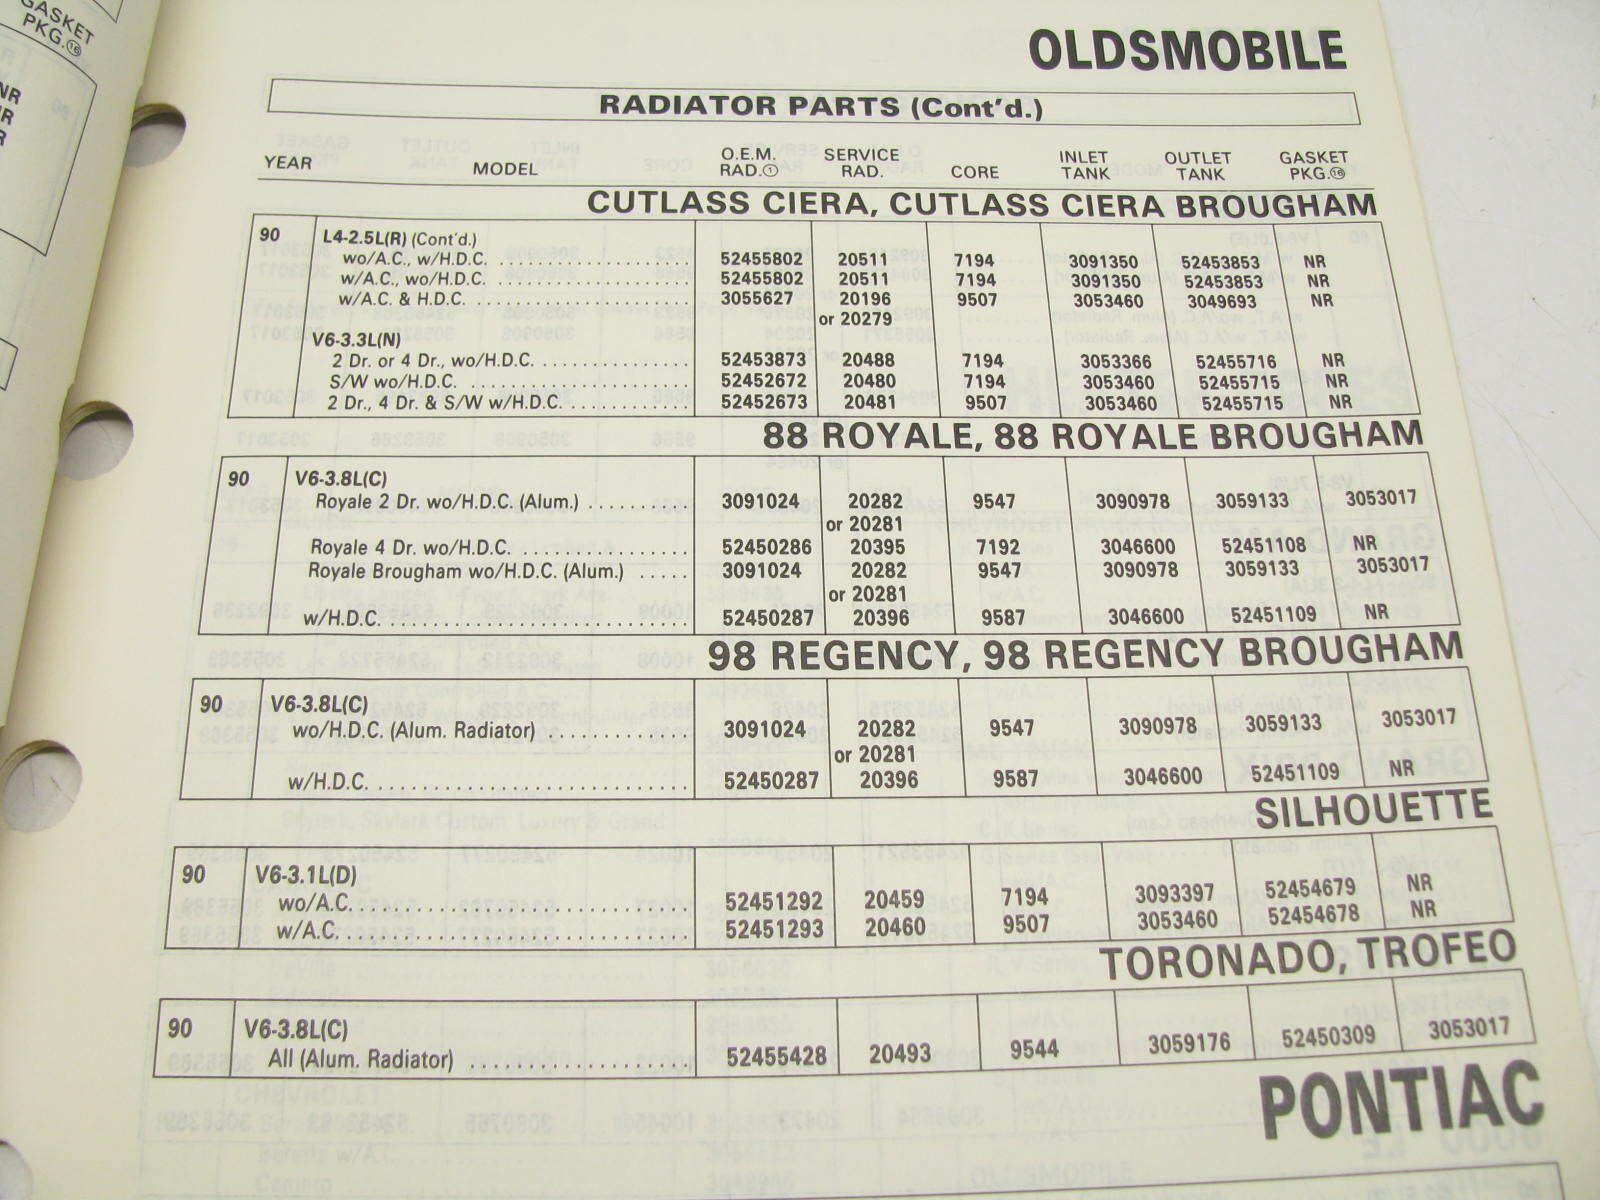 GASKET
PKG.⑯
NR
OLDSMOBILE
RADIATOR PARTS (Cont'd.)
YEAR MODEL O.E.M. RAD.① SERVICE RAD. CORE INLET TANK OUTLET TANK GASKET PKG.⑯
CUTLASS CIERA, CUTLASS CIERA BROUGHAM
90 L4-2.5L(R) (Cont'd.)
wo/A.C., w/H.D.C. 52455802 20511 7194 3091350 52453853 NR
w/A.C., wo/H.D.C. 52455802 20511 7194 3091350 52453853 NR
w/A.C. & H.D.C. 3055627 20196 9507 3053460 3049693 NR
or 20279
V6-3.3L(N)
2 Dr. or 4 Dr., wo/H.D.C. 52453873 20488 7194 3053366 52455716 NR
S/W wo/H.D.C. 52452672 20480 7194 3053460 52455715 NR
2 Dr., 4 Dr. & S/W w/H.D.C. 52452673 20481 9507 3053460 52455715 NR
88 ROYALE, 88 ROYALE BROUGHAM
90 V6-3.8L(C)
Royale 2 Dr. wo/H.D.C. (Alum.) 3091024 20282 9547 3090978 3059133 3053017
or 20281
Royale 4 Dr. wo/H.D.C. 52450286 20395 7192 3046600 52451108 NR
Royale Brougham wo/H.D.C. (Alum.) 3091024 20282 9547 3090978 3059133 3053017
or 20281
w/H.D.C. 52450287 20396 9587 3046600 52451109 NR
98 REGENCY, 98 REGENCY BROUGHAM
90 V6-3.8L(C)
wo/H.D.C. (Alum. Radiator) 3091024 20282 9547 3090978 3059133 3053017
or 20281
w/H.D.C. 52450287 20396 9587 3046600 52451109 NR
SILHOUETTE
90 V6-3.1L(D)
wo/A.C. 52451292 20459 7194 3093397 52454679 NR
w/A.C. 52451293 20460 9507 3053460 52454678 NR
TORONADO, TROFEO
90 V6-3.8L(C)
All (Alum. Radiator) 52455428 20493 9544 3059176 52450309 3053017
PONTIAC